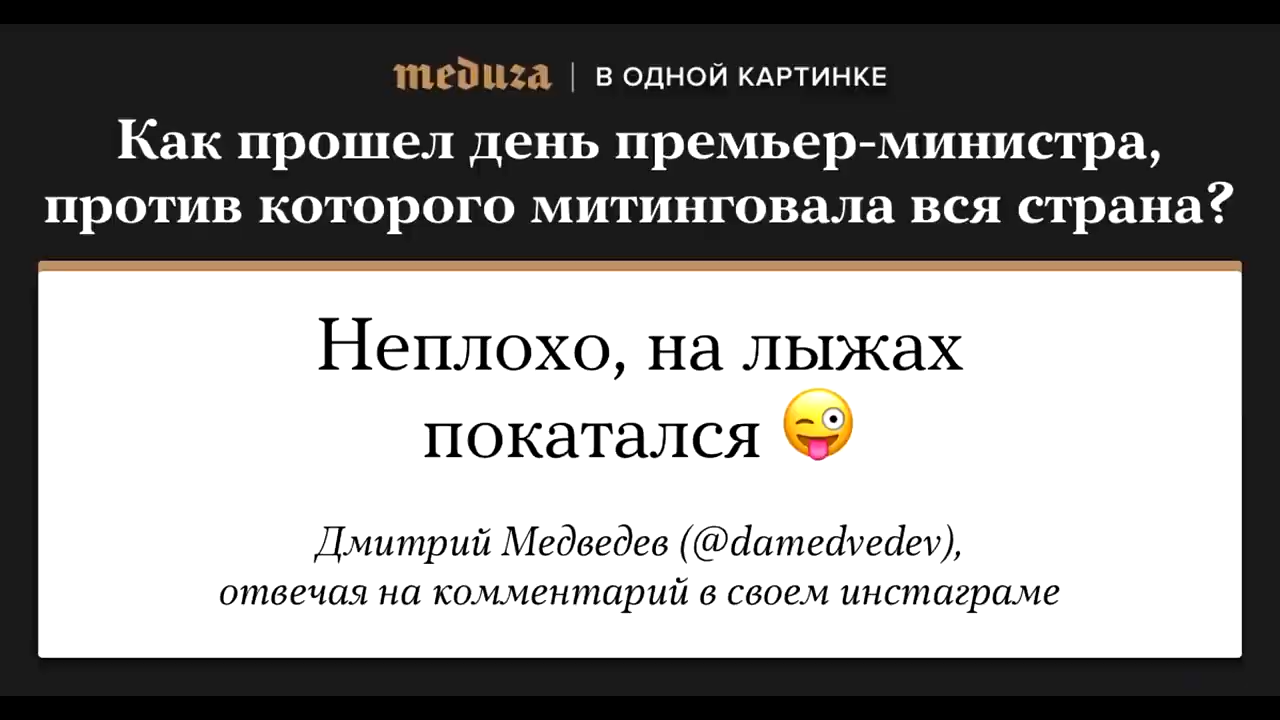 meduza | В ОДНОЙ КАРТИНКЕ
Как прошел день премьер-министра,
против которого митинговала вся страна?
Неплохо, на лыжах
покатался 😜
Дмитрий Медведев (@damedvedev),
отвечая на комментарий в своем инстаграме